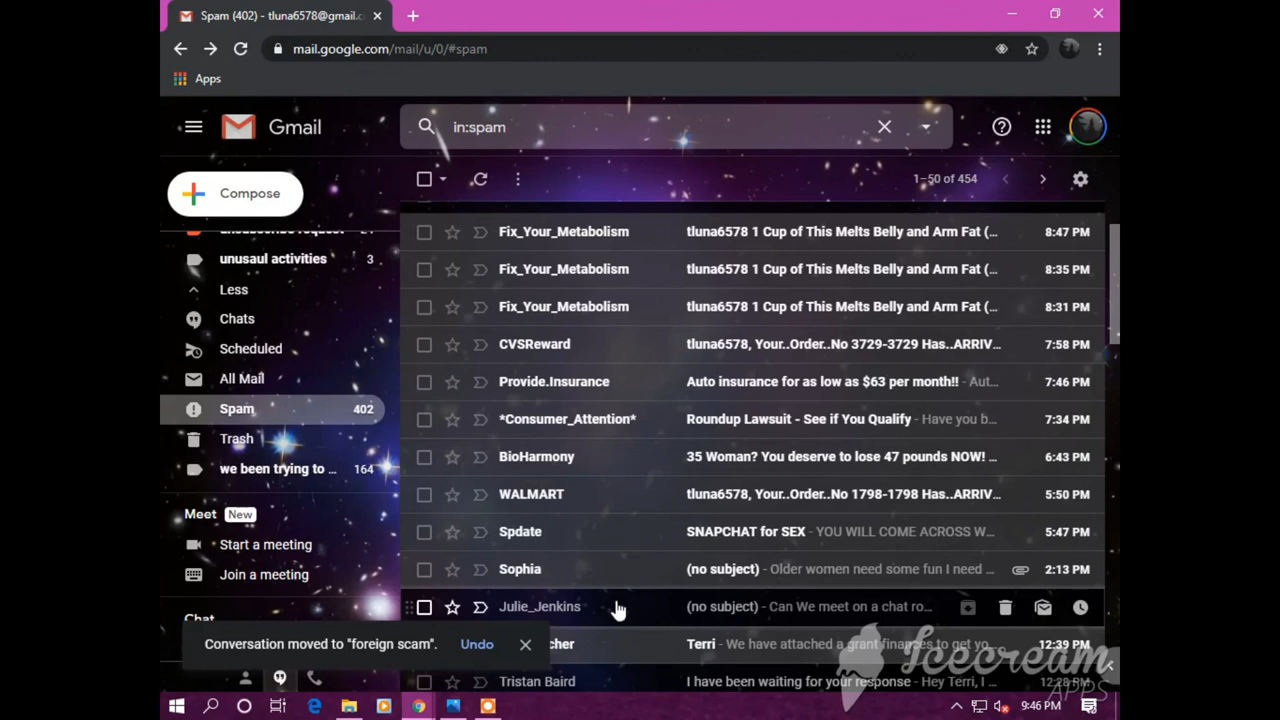 Spam (402) - tluna6578@gmail.c
mail.google.com/mail/u/0/#spam
Apps
Gmail
in:spam
Compose
1–50 of 454
unusaul activities 3
Less
Chats
Scheduled
All Mail
Spam 402
Trash
we been trying to ... 164
Meet New
Start a meeting
Join a meeting
Chat
Fix_Your_Metabolism tluna6578 1 Cup of This Melts Belly and Arm Fat (... 8:47 PM
Fix_Your_Metabolism tluna6578 1 Cup of This Melts Belly and Arm Fat (... 8:35 PM
Fix_Your_Metabolism tluna6578 1 Cup of This Melts Belly and Arm Fat (... 8:31 PM
CVSReward tluna6578, Your..Order..No 3729-3729 Has..ARRIV... 7:58 PM
Provide.Insurance Auto insurance for as low as $63 per month!! - Aut... 7:46 PM
*Consumer_Attention* Roundup Lawsuit - See if You Qualify - Have you b... 7:34 PM
BioHarmony 35 Woman? You deserve to lose 47 pounds NOW! ... 6:43 PM
WALMART tluna6578, Your..Order..No 1798-1798 Has..ARRIV... 5:50 PM
Spdate SNAPCHAT for SEX - YOU WILL COME ACROSS W... 5:47 PM
Sophia (no subject) - Older women need some fun I need ... 2:13 PM
Julie_Jenkins (no subject) - Can We meet on a chat ro...
cher Terri - We have attached a grant finances to get yo... 12:39 PM
Tristan Baird I have been waiting for your response - Hey Terri, I ... 12:28 PM
Conversation moved to "foreign scam". Undo
Icecream
APPS
9:46 PM